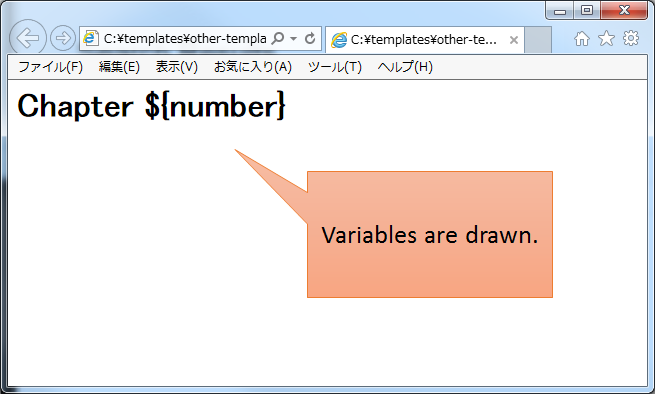 C:¥templates¥other-templa
C:¥templates¥other-te...
ファイル(F) 編集(E) 表示(V) お気に入り(A) ツール(T) ヘルプ(H)
Chapter ${number}
Variables are drawn.